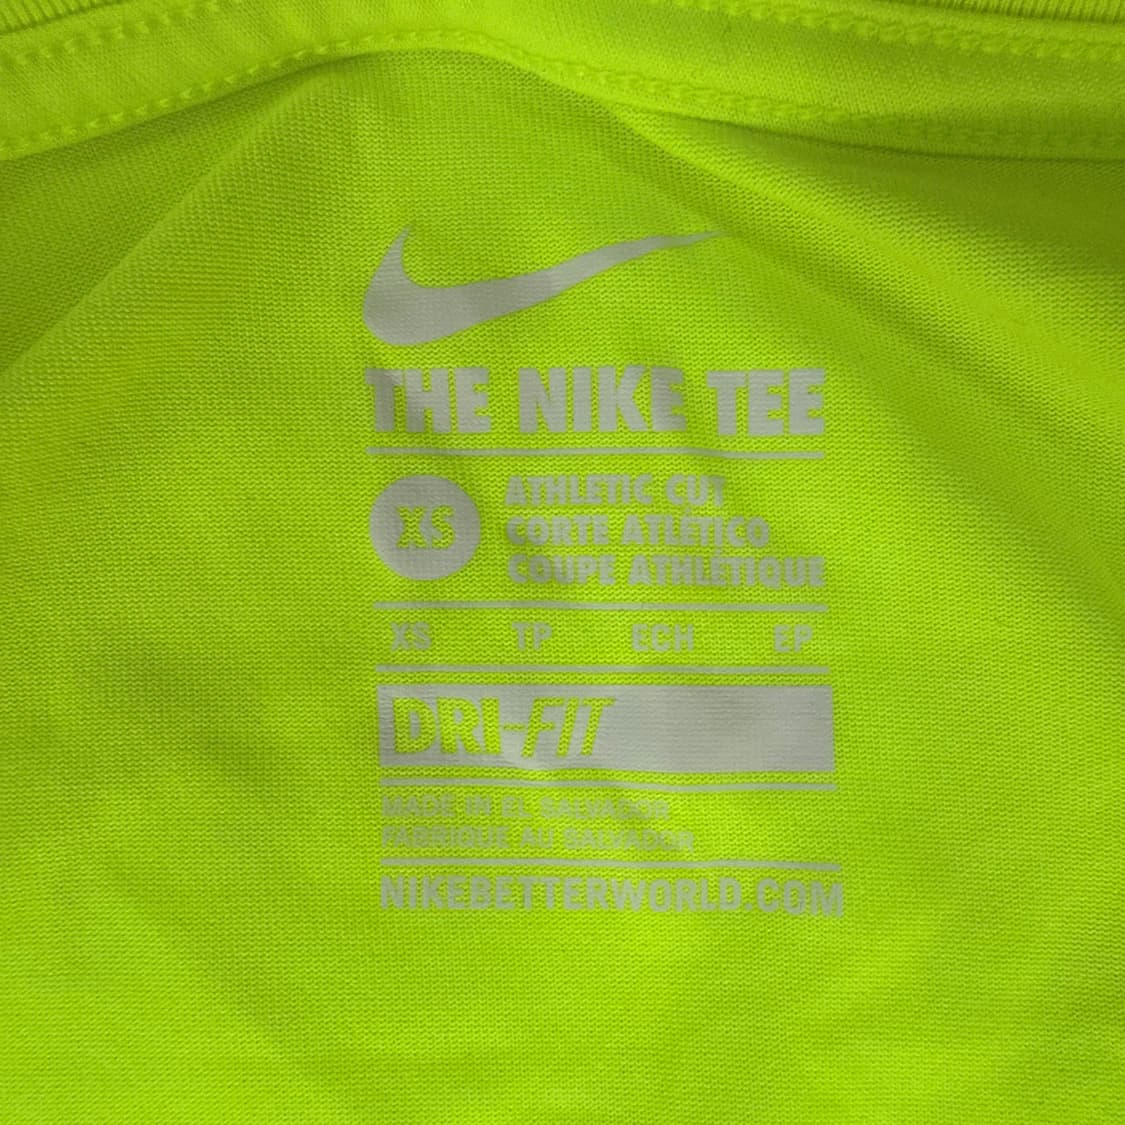 THE NIKE TEE
XS
ATHLETIC CUT
CORTE ATLÉTICO
COUPE ATHLÉTIQUE
XS TP ECH EP
DRI-FIT
MADE IN EL SALVADOR
FABRIQUE AU SALVADOR
NIKEBETTERWORLD.COM